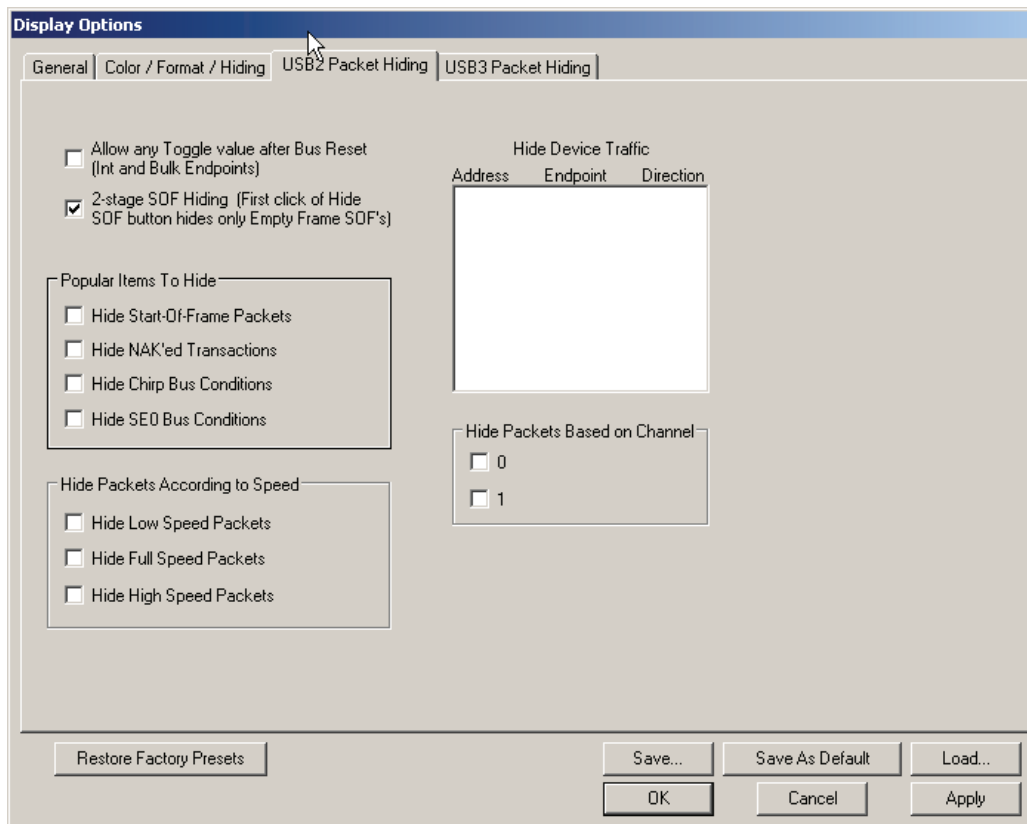 Display Options
General
Color / Format / Hiding
USB2 Packet Hiding
USB3 Packet Hiding
Allow any Toggle value after Bus Reset
(Int and Bulk Endpoints)
2-stage SOF Hiding (First click of Hide
SOF button hides only Empty Frame SOF's)
Popular Items To Hide
Hide Start-Of-Frame Packets
Hide NAK'ed Transactions
Hide Chirp Bus Conditions
Hide SE0 Bus Conditions
Hide Packets According to Speed
Hide Low Speed Packets
Hide Full Speed Packets
Hide High Speed Packets
Hide Device Traffic
Address Endpoint Direction
Hide Packets Based on Channel
0
1
Restore Factory Presets
Save...
Save As Default
Load...
OK
Cancel
Apply